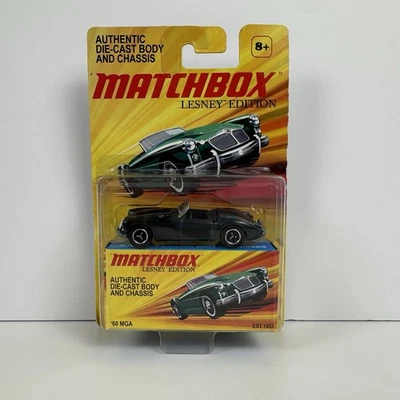 AUTHENTIC
DIE-CAST BODY
AND CHASSIS
8+
"MATCHBOX"
LESNEY EDITION
MATCHBOX
LESNEY EDITION
AUTHENTIC
DIE-CAST BODY
AND CHASSIS
'60 MGA
EST.1953